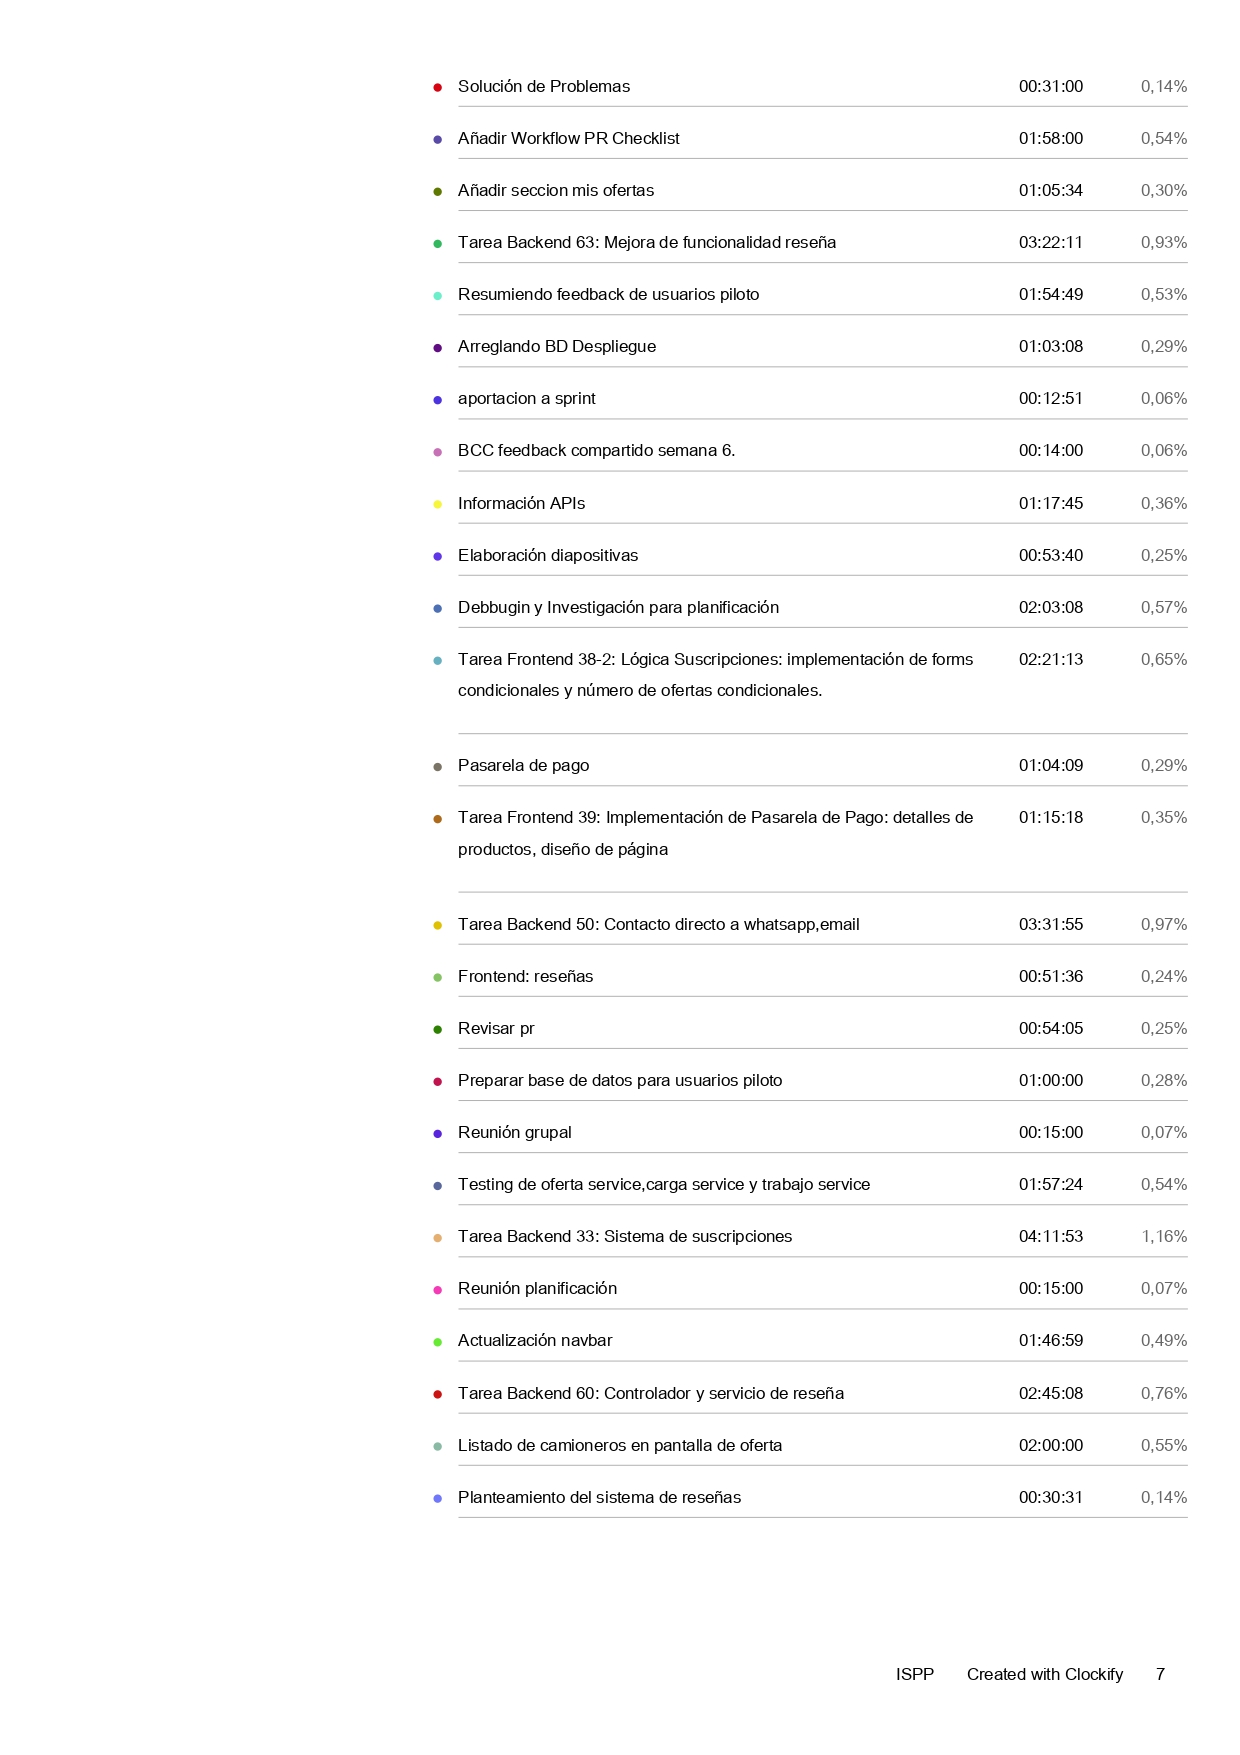 Solución de Problemas 00:31:00 0,14%
Añadir Workflow PR Checklist 01:58:00 0,54%
Añadir seccion mis ofertas 01:05:34 0,30%
Tarea Backend 63: Mejora de funcionalidad reseña 03:22:11 0,93%
Resumiendo feedback de usuarios piloto 01:54:49 0,53%
Arreglando BD Despliegue 01:03:08 0,29%
aportacion a sprint 00:12:51 0,06%
BCC feedback compartido semana 6. 00:14:00 0,06%
Información APIs 01:17:45 0,36%
Elaboración diapositivas 00:53:40 0,25%
Debbugin y Investigación para planificación 02:03:08 0,57%
Tarea Frontend 38-2: Lógica Suscripciones: implementación de forms 02:21:13 0,65%
condicionales y número de ofertas condicionales.
Pasarela de pago 01:04:09 0,29%
Tarea Frontend 39: Implementación de Pasarela de Pago: detalles de 01:15:18 0,35%
productos, diseño de página
Tarea Backend 50: Contacto directo a whatsapp,email 03:31:55 0,97%
Frontend: reseñas 00:51:36 0,24%
Revisar pr 00:54:05 0,25%
Preparar base de datos para usuarios piloto 01:00:00 0,28%
Reunión grupal 00:15:00 0,07%
Testing de oferta service,carga service y trabajo service 01:57:24 0,54%
Tarea Backend 33: Sistema de suscripciones 04:11:53 1,16%
Reunión planificación 00:15:00 0,07%
Actualización navbar 01:46:59 0,49%
Tarea Backend 60: Controlador y servicio de reseña 02:45:08 0,76%
Listado de camioneros en pantalla de oferta 02:00:00 0,55%
Planteamiento del sistema de reseñas 00:30:31 0,14%
ISPP Created with Clockify 7